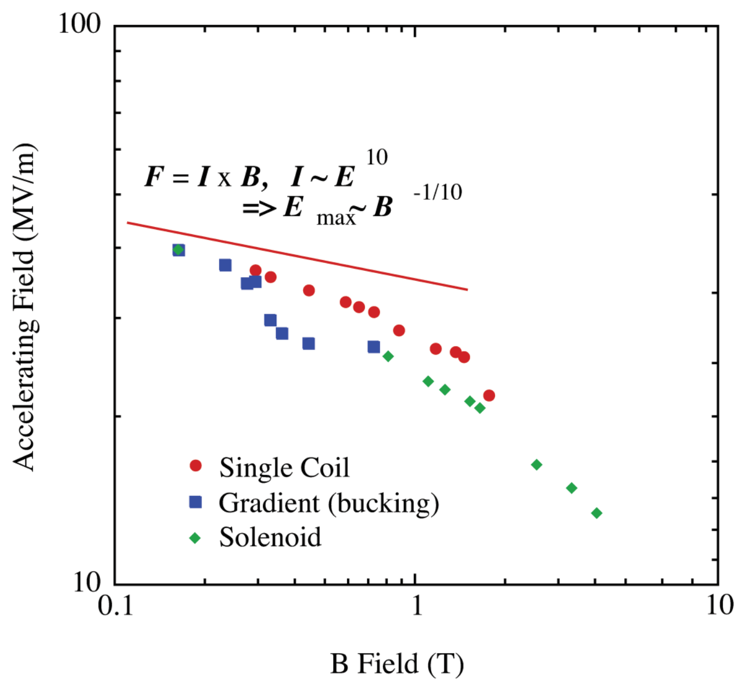 100
F = I x B, I ~ E 10
=> E max ~ B -1/10
Accelerating Field (MV/m)
Single Coil
Gradient (bucking)
Solenoid
10
0.1
1
10
B Field (T)